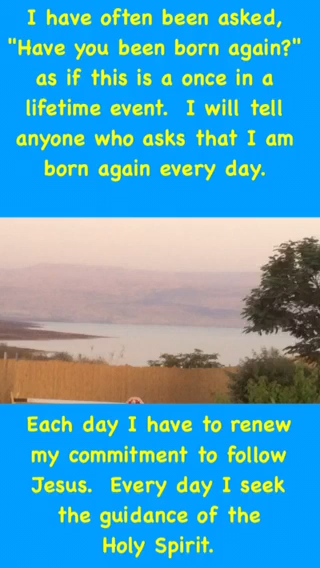 I have often been asked,
"Have you been born again?"
as if this is a once in a
lifetime event.  I will tell
anyone who asks that I am
born again every day.
Each day I have to renew
my commitment to follow
Jesus.  Every day I seek
the guidance of the
Holy Spirit.